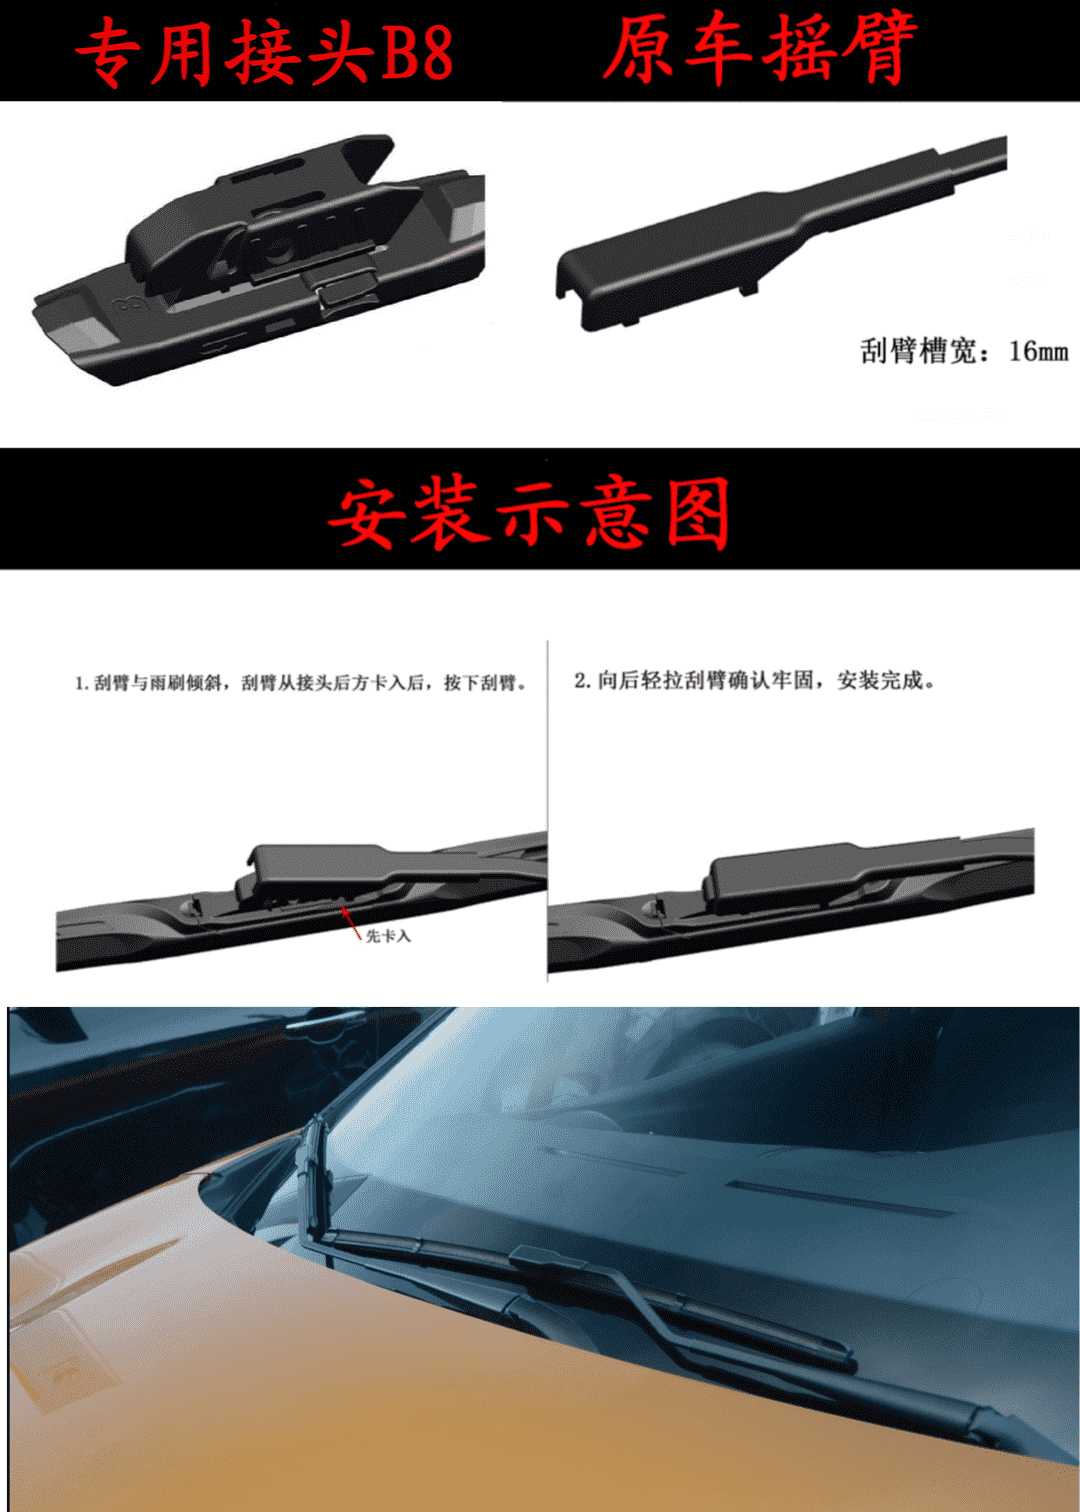 专用接头B8
原车摇臂
刮臂槽宽：16mm
安装示意图
1.刮臂与雨刷倾斜，刮臂从接头后方卡入后，按下刮臂。
2.向后轻拉刮臂确认牢固，安装完成。
先卡入